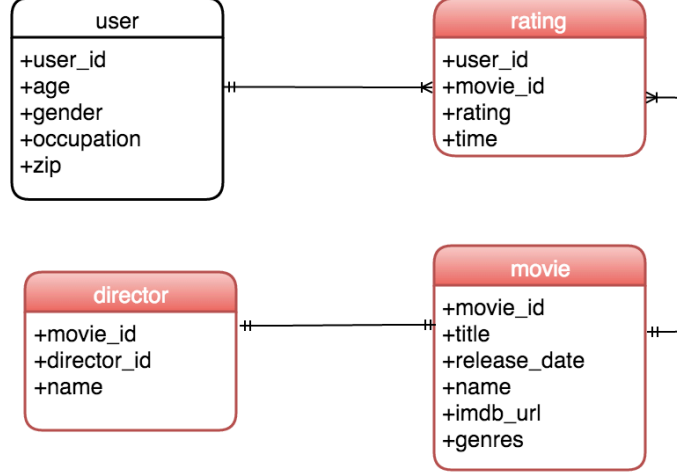 user
+user_id
+age
+gender
+occupation
+zip
rating
+user_id
+movie_id
+rating
+time
director
+movie_id
+director_id
+name
movie
+movie_id
+title
+release_date
+name
+imdb_url
+genres